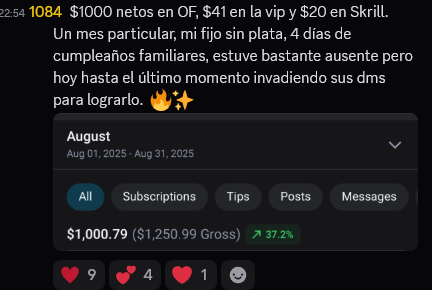 22:54 1084 $1000 netos en OF, $41 en la vip y $20 en Skrill.
Un mes particular, mi fijo sin plata, 4 días de
cumpleaños familiares, estuve bastante ausente pero
hoy hasta el último momento invadiendo sus dms
para lograrlo. 🔥✨
August
Aug 01, 2025 - Aug 31, 2025
All Subscriptions Tips Posts Messages
$1,000.79 ($1,250.99 Gross) ↗ 37.2%
❤️ 9 💕 4 ❤️ 1